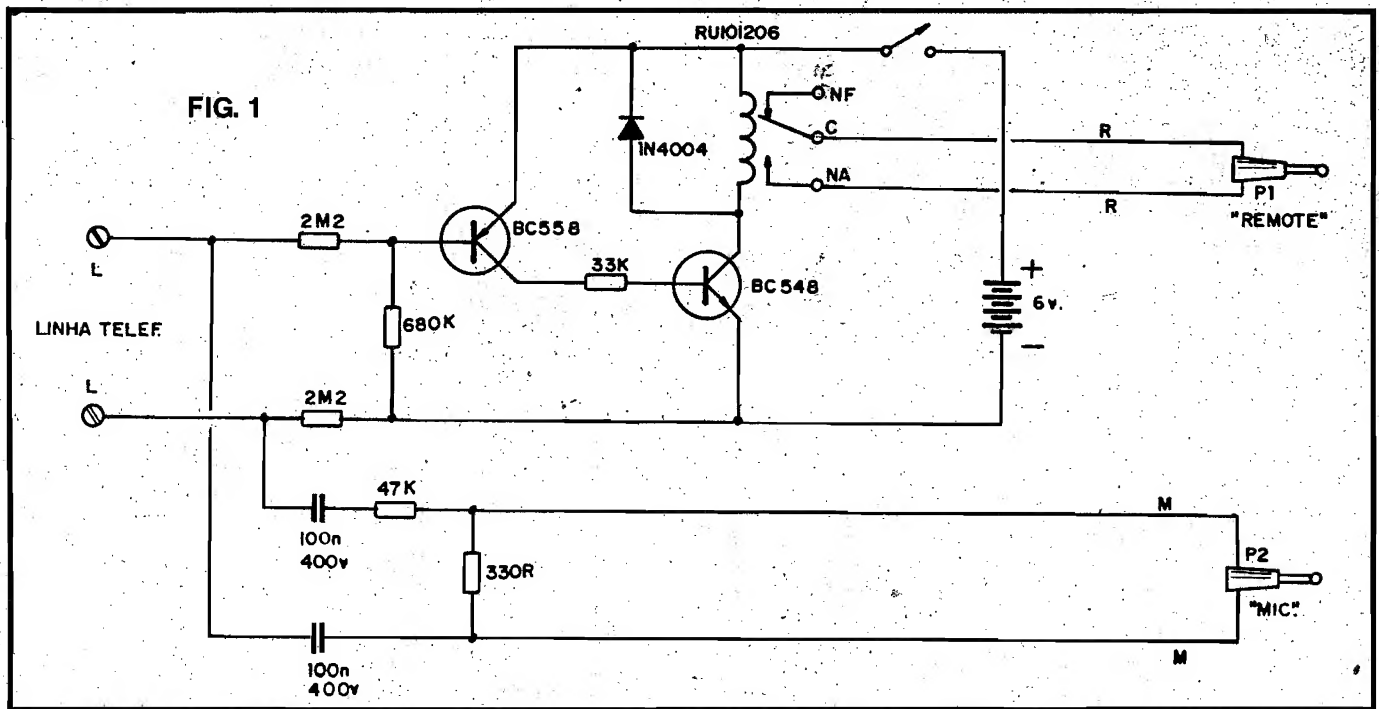 FIG. 1
RU101206
NF
C
NA
1N4004
R
R
P1
"REMOTE"
2M2
BC558
33K
BC548
L
LINHA TELEF.
680K
+
6v.
−
L
2M2
47K
100n
400v
330R
M
P2
"MIC".
M
100n
400v